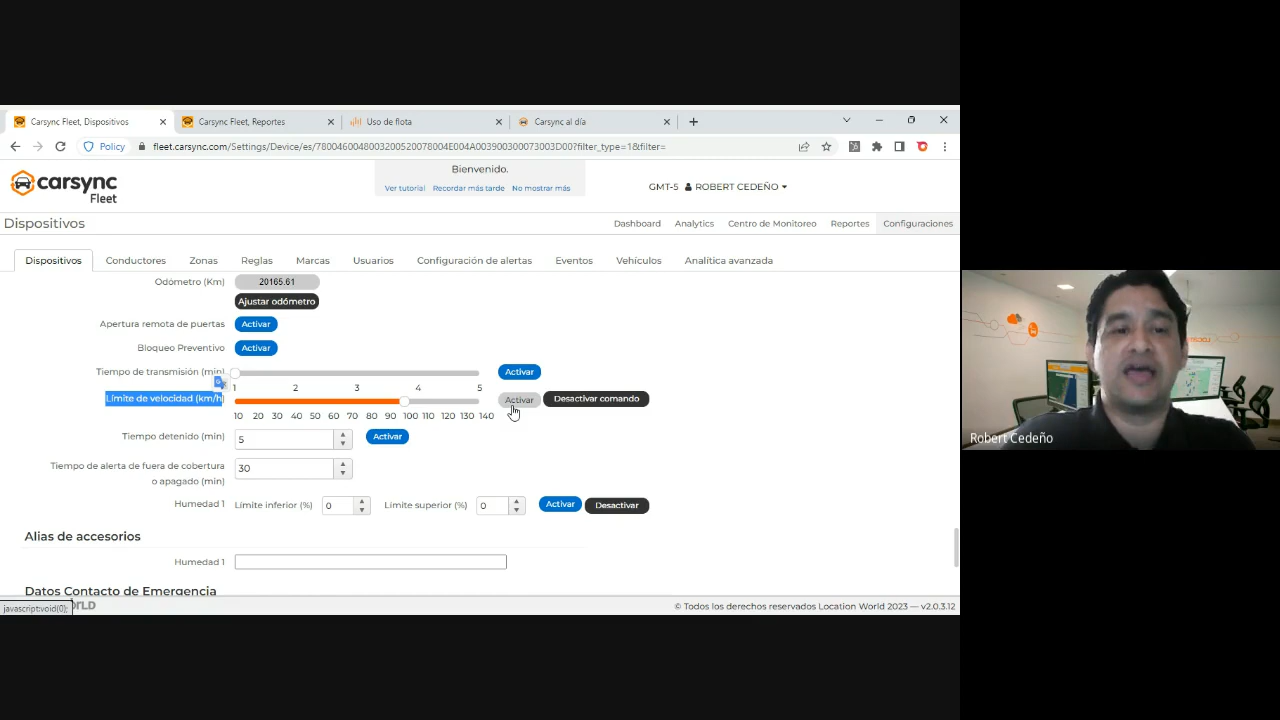 Carsync Fleet, Dispositivos
Carsync Fleet, Reportes
Uso de flota
Carsync al día
Policy
fleet.carsync.com/Settings/Device/es/7800460048003200520078004E004A003900300073003D00?filter_type=1&filter=
carsync
Fleet
Bienvenido.
Ver tutorial Recordar más tarde No mostrar más
GMT-5 ROBERT CEDEÑO
Dispositivos
Dashboard Analytics Centro de Monitoreo Reportes Configuraciones
Dispositivos Conductores Zonas Reglas Marcas Usuarios Configuración de alertas Eventos Vehículos Analítica avanzada
Odómetro (Km) 20165.61
Ajustar odómetro
Apertura remota de puertas Activar
Bloqueo Preventivo Activar
Tiempo de transmisión (min) Activar
1 2 3 4 5
Límite de velocidad (km/h) Activar Desactivar comando
10 20 30 40 50 60 70 80 90 100 110 120 130 140
Tiempo detenido (min) 5 Activar
Tiempo de alerta de fuera de cobertura
o apagado (min) 30
Humedad 1 Límite inferior (%) 0 Límite superior (%) 0 Activar Desactivar
Alias de accesorios
Humedad 1
Datos Contacto de Emergencia
javascript:void(0);
© Todos los derechos reservados Location World 2023 — v2.0.3.12
Robert Cedeño